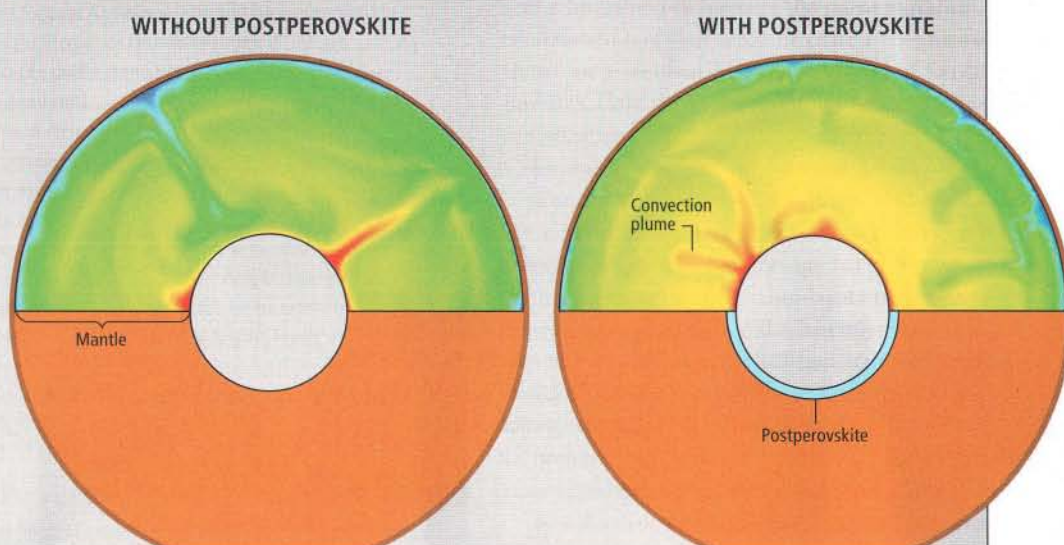 WITHOUT POSTPEROVSKITE
WITH POSTPEROVSKITE
Convection
plume
Mantle
Postperovskite